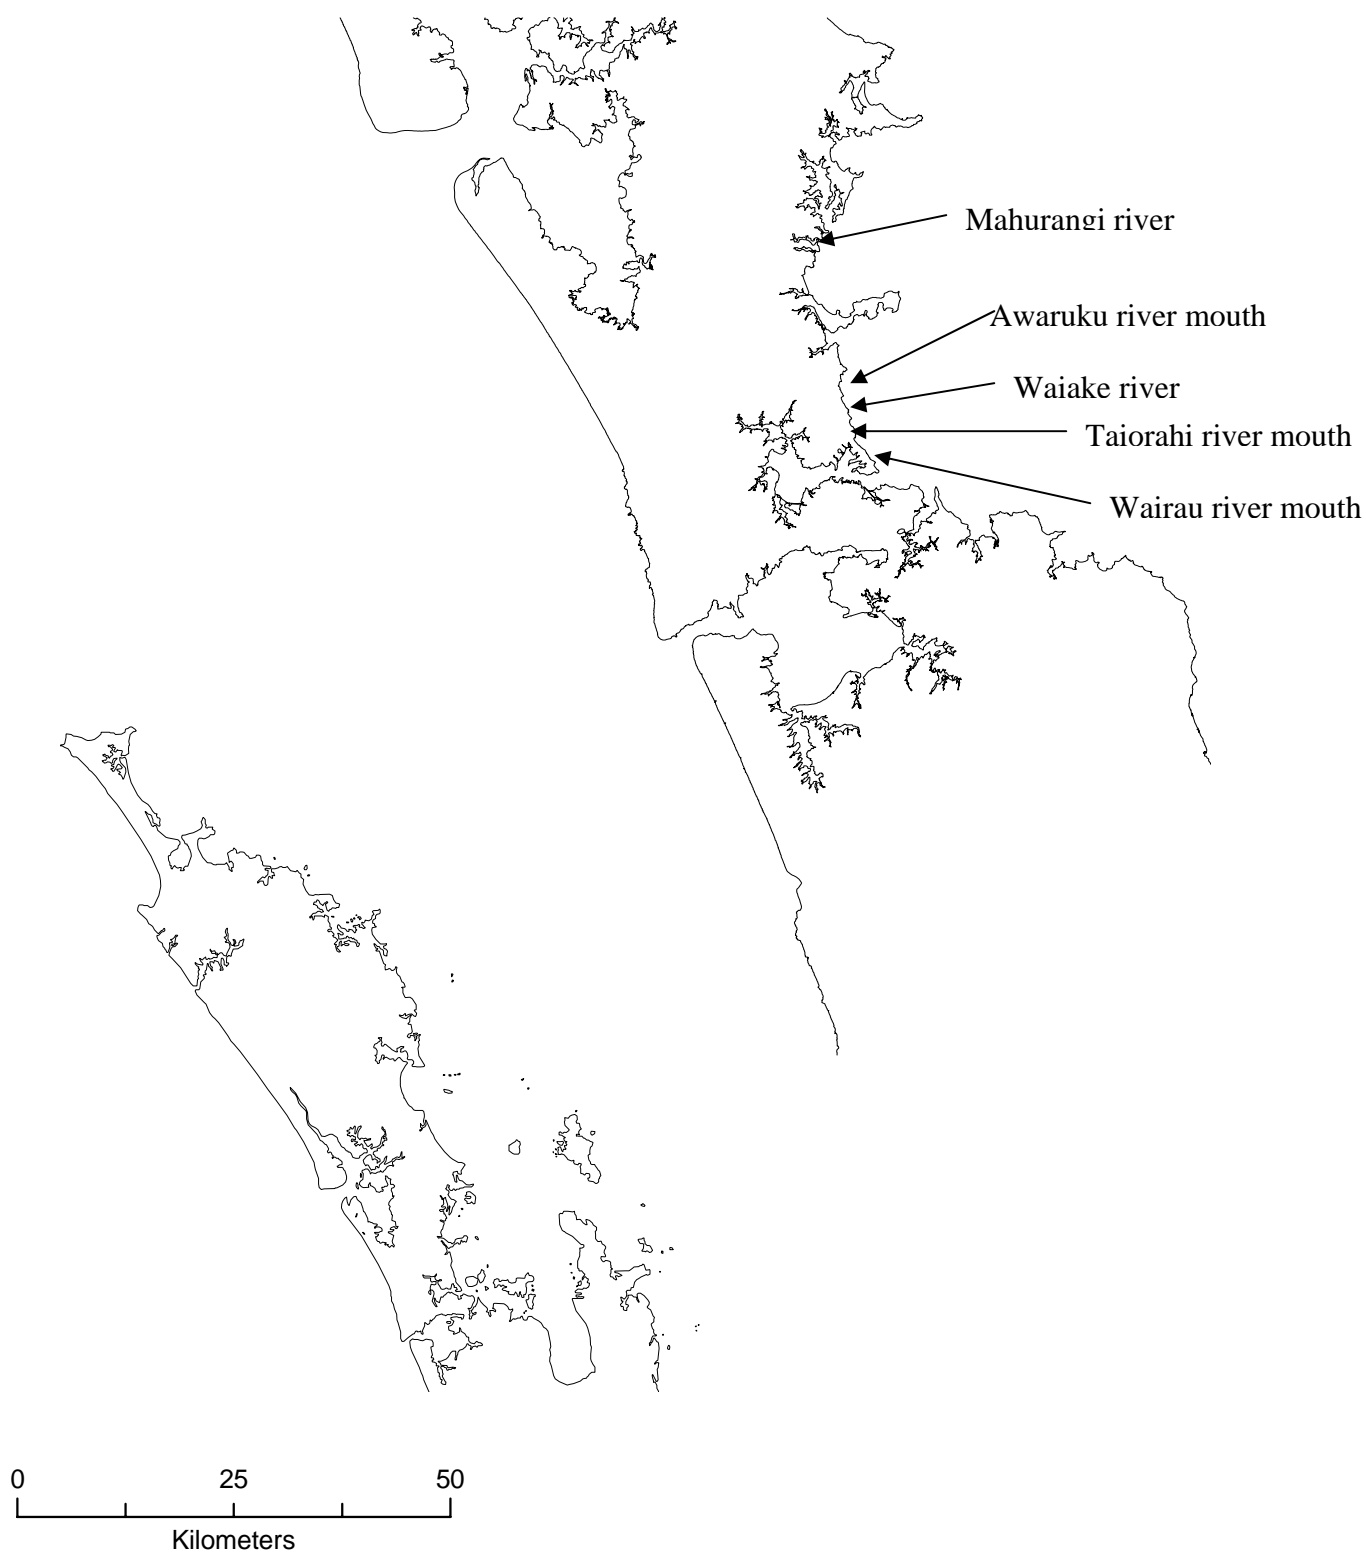 Mahurangi river
Awaruku river mouth
Waiake river
Taiorahi river mouth
Wairau river mouth
0 25 50
Kilometers